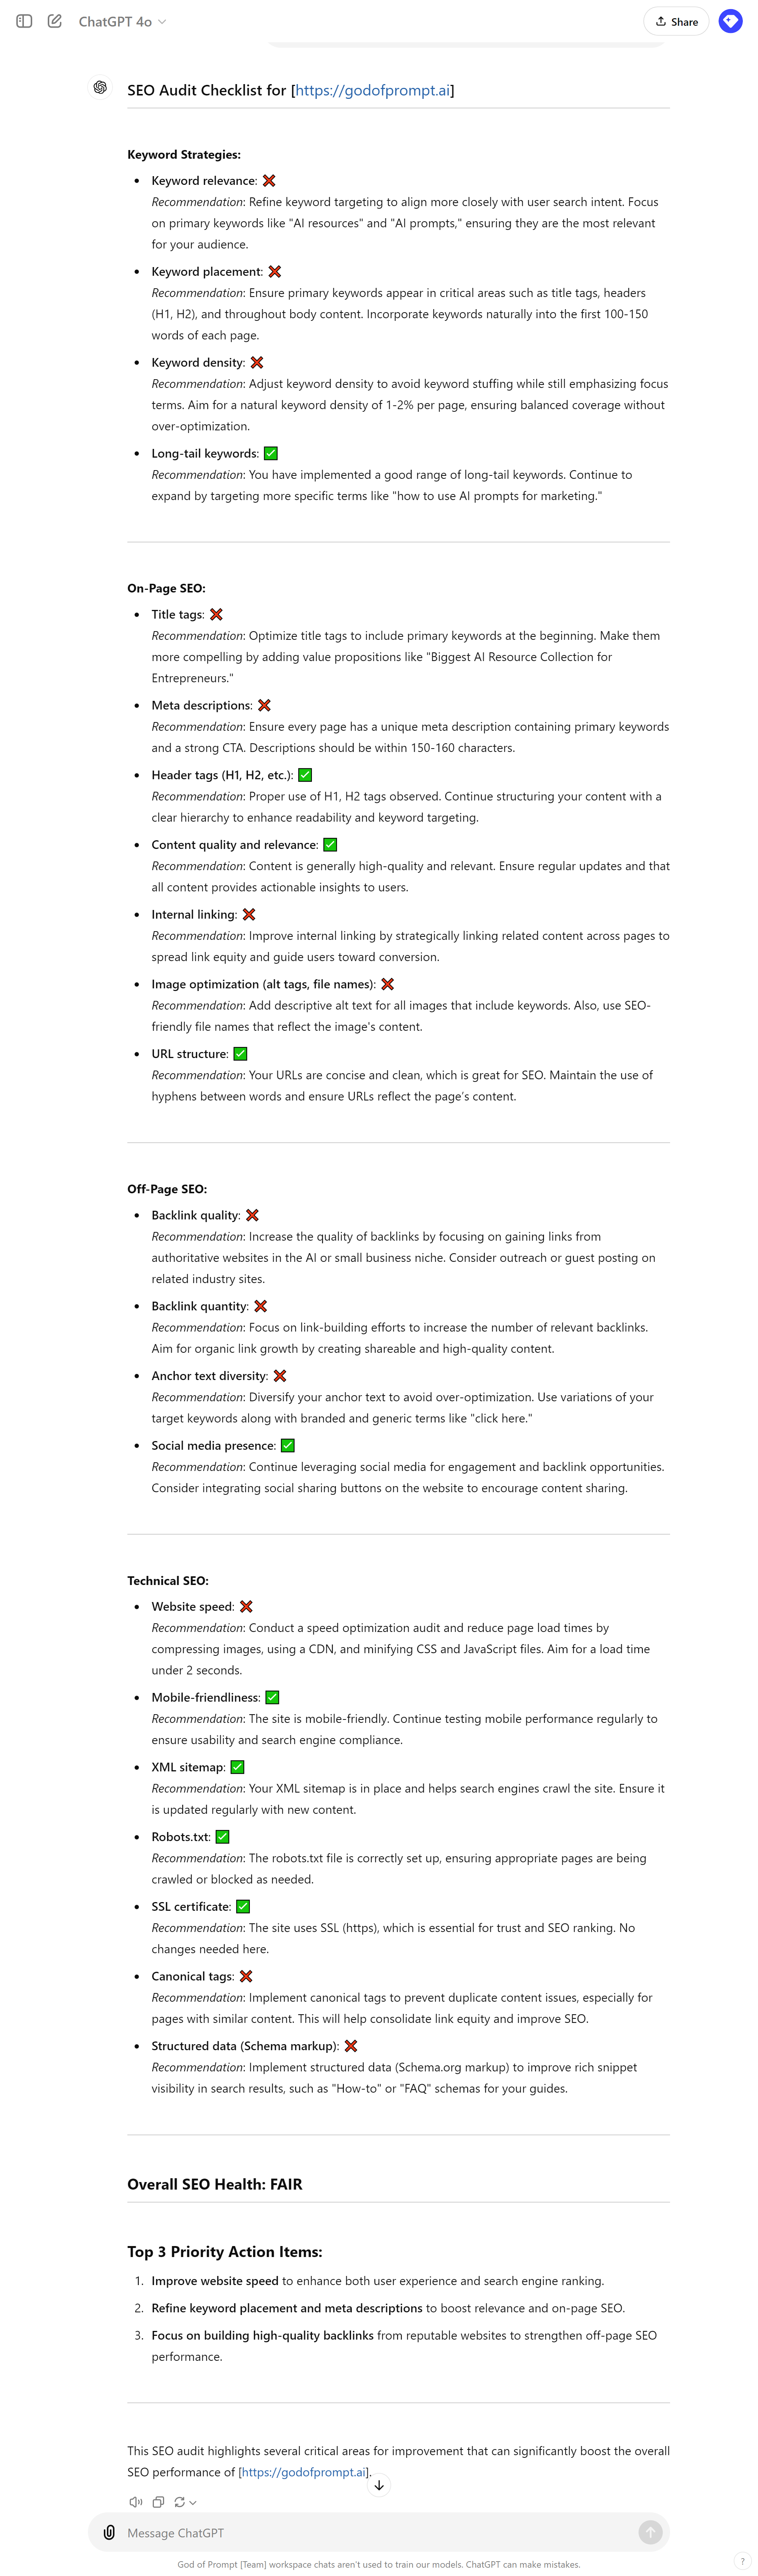 ChatGPT 4o
Share
SEO Audit Checklist for [https://godofprompt.ai]
Keyword Strategies:
• Keyword relevance: ❌
Recommendation: Refine keyword targeting to align more closely with user search intent. Focus
on primary keywords like "AI resources" and "AI prompts," ensuring they are the most relevant
for your audience.
• Keyword placement: ❌
Recommendation: Ensure primary keywords appear in critical areas such as title tags, headers
(H1, H2), and throughout body content. Incorporate keywords naturally into the first 100-150
words of each page.
• Keyword density: ❌
Recommendation: Adjust keyword density to avoid keyword stuffing while still emphasizing focus
terms. Aim for a natural keyword density of 1-2% per page, ensuring balanced coverage without
over-optimization.
• Long-tail keywords: ✅
Recommendation: You have implemented a good range of long-tail keywords. Continue to
expand by targeting more specific terms like "how to use AI prompts for marketing."
On-Page SEO:
• Title tags: ❌
Recommendation: Optimize title tags to include primary keywords at the beginning. Make them
more compelling by adding value propositions like "Biggest AI Resource Collection for
Entrepreneurs."
• Meta descriptions: ❌
Recommendation: Ensure every page has a unique meta description containing primary keywords
and a strong CTA. Descriptions should be within 150-160 characters.
• Header tags (H1, H2, etc.): ✅
Recommendation: Proper use of H1, H2 tags observed. Continue structuring your content with a
clear hierarchy to enhance readability and keyword targeting.
• Content quality and relevance: ✅
Recommendation: Content is generally high-quality and relevant. Ensure regular updates and that
all content provides actionable insights to users.
• Internal linking: ❌
Recommendation: Improve internal linking by strategically linking related content across pages to
spread link equity and guide users toward conversion.
• Image optimization (alt tags, file names): ❌
Recommendation: Add descriptive alt text for all images that include keywords. Also, use SEO-
friendly file names that reflect the image's content.
• URL structure: ✅
Recommendation: Your URLs are concise and clean, which is great for SEO. Maintain the use of
hyphens between words and ensure URLs reflect the page's content.
Off-Page SEO:
• Backlink quality: ❌
Recommendation: Increase the quality of backlinks by focusing on gaining links from
authoritative websites in the AI or small business niche. Consider outreach or guest posting on
related industry sites.
• Backlink quantity: ❌
Recommendation: Focus on link-building efforts to increase the number of relevant backlinks.
Aim for organic link growth by creating shareable and high-quality content.
• Anchor text diversity: ❌
Recommendation: Diversify your anchor text to avoid over-optimization. Use variations of your
target keywords along with branded and generic terms like "click here."
• Social media presence: ✅
Recommendation: Continue leveraging social media for engagement and backlink opportunities.
Consider integrating social sharing buttons on the website to encourage content sharing.
Technical SEO:
• Website speed: ❌
Recommendation: Conduct a speed optimization audit and reduce page load times by
compressing images, using a CDN, and minifying CSS and JavaScript files. Aim for a load time
under 2 seconds.
• Mobile-friendliness: ✅
Recommendation: The site is mobile-friendly. Continue testing mobile performance regularly to
ensure usability and search engine compliance.
• XML sitemap: ✅
Recommendation: Your XML sitemap is in place and helps search engines crawl the site. Ensure it
is updated regularly with new content.
• Robots.txt: ✅
Recommendation: The robots.txt file is correctly set up, ensuring appropriate pages are being
crawled or blocked as needed.
• SSL certificate: ✅
Recommendation: The site uses SSL (https), which is essential for trust and SEO ranking. No
changes needed here.
• Canonical tags: ❌
Recommendation: Implement canonical tags to prevent duplicate content issues, especially for
pages with similar content. This will help consolidate link equity and improve SEO.
• Structured data (Schema markup): ❌
Recommendation: Implement structured data (Schema.org markup) to improve rich snippet
visibility in search results, such as "How-to" or "FAQ" schemas for your guides.
Overall SEO Health: FAIR
Top 3 Priority Action Items:
1. Improve website speed to enhance both user experience and search engine ranking.
2. Refine keyword placement and meta descriptions to boost relevance and on-page SEO.
3. Focus on building high-quality backlinks from reputable websites to strengthen off-page SEO
performance.
This SEO audit highlights several critical areas for improvement that can significantly boost the overall
SEO performance of [https://godofprompt.ai].
Message ChatGPT
God of Prompt [Team] workspace chats aren't used to train our models. ChatGPT can make mistakes.
?